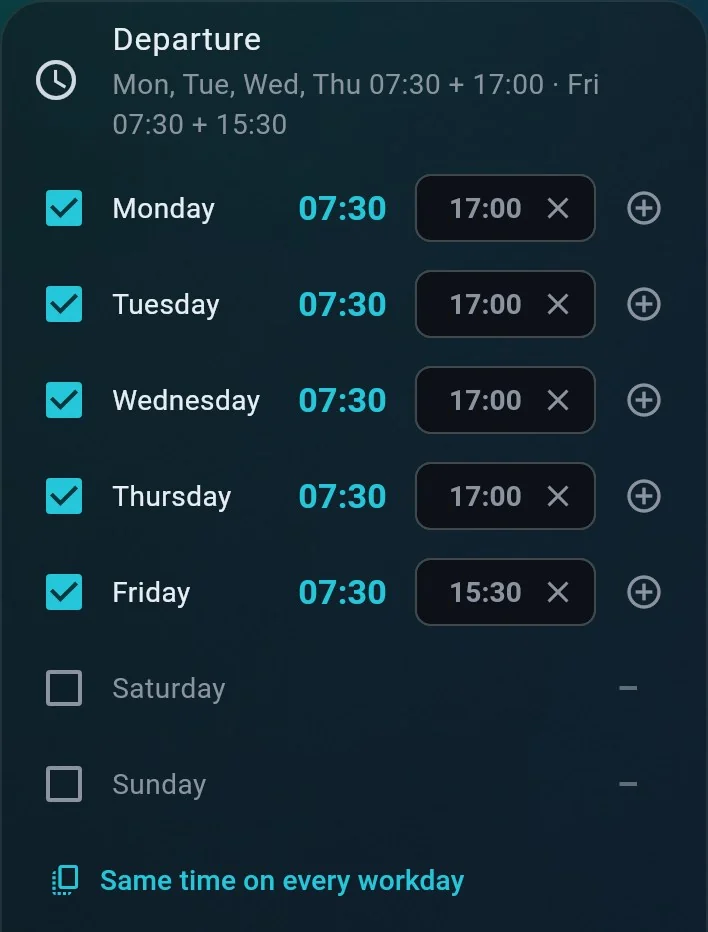 Departure
Mon, Tue, Wed, Thu 07:30 + 17:00 · Fri
07:30 + 15:30
Monday 07:30 17:00
Tuesday 07:30 17:00
Wednesday 07:30 17:00
Thursday 07:30 17:00
Friday 07:30 15:30
Saturday –
Sunday –
Same time on every workday